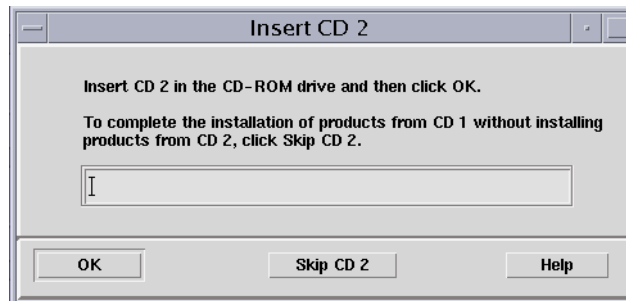 Insert CD 2
Insert CD 2 in the CD-ROM drive and then click OK.
To complete the installation of products from CD 1 without installing
products from CD 2, click Skip CD 2.
OK
Skip CD 2
Help